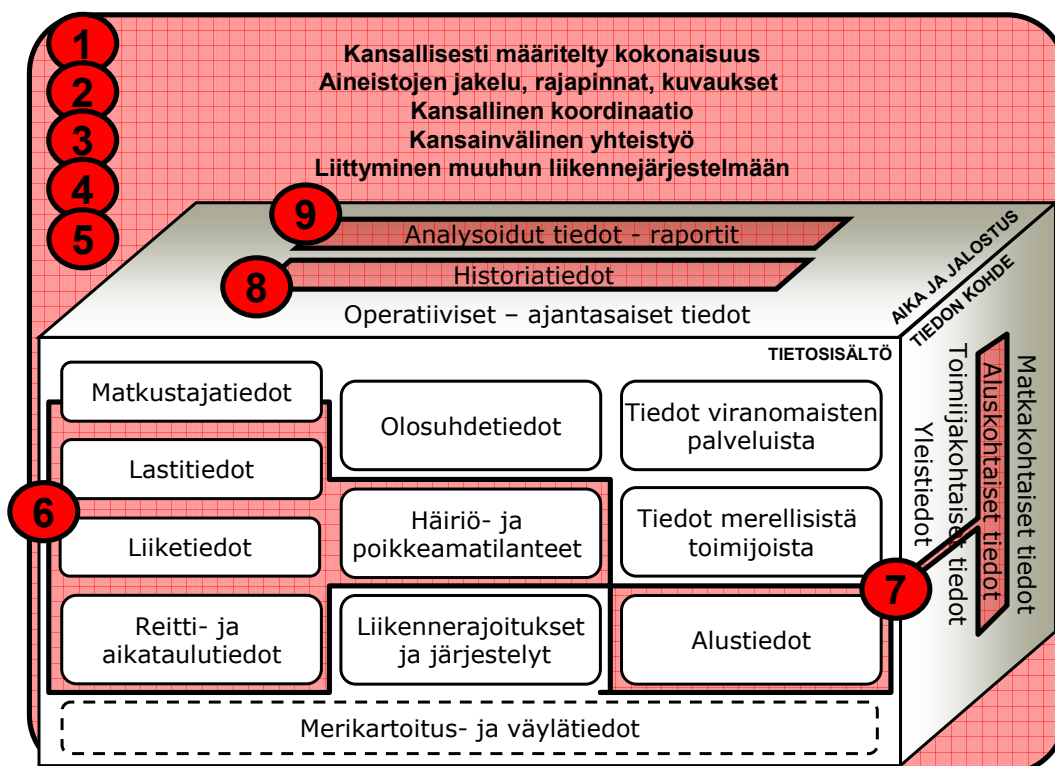 1
2
3
4
5
Kansallisesti määritelty kokonaisuus
Aineistojen jakelu, rajapinnat, kuvaukset
Kansallinen koordinaatio
Kansainvälinen yhteistyö
Liittyminen muuhun liikennejärjestelmään
9
Analysoidut tiedot - raportit
8
Historiatiedot
Operatiiviset – ajantasaiset tiedot
AIKA JA JALOSTUS
TIEDON KOHDE
TIETOSISÄLTÖ
Matkustajatiedot
Lastitiedot
6
Liiketiedot
Reitti- ja
aikataulutiedot
Olosuhdetiedot
Häiriö- ja
poikkeamatilanteet
Liikennerajoitukset
ja järjestelyt
Tiedot viranomaisten
palveluista
Tiedot merellisistä
toimijoista
Alustiedot
7
Yleistiedot
Toimijakohtaiset tiedot
Aluskohtaiset tiedot
Matkakohtaiset tiedot
Merikartoitus- ja väylätiedot